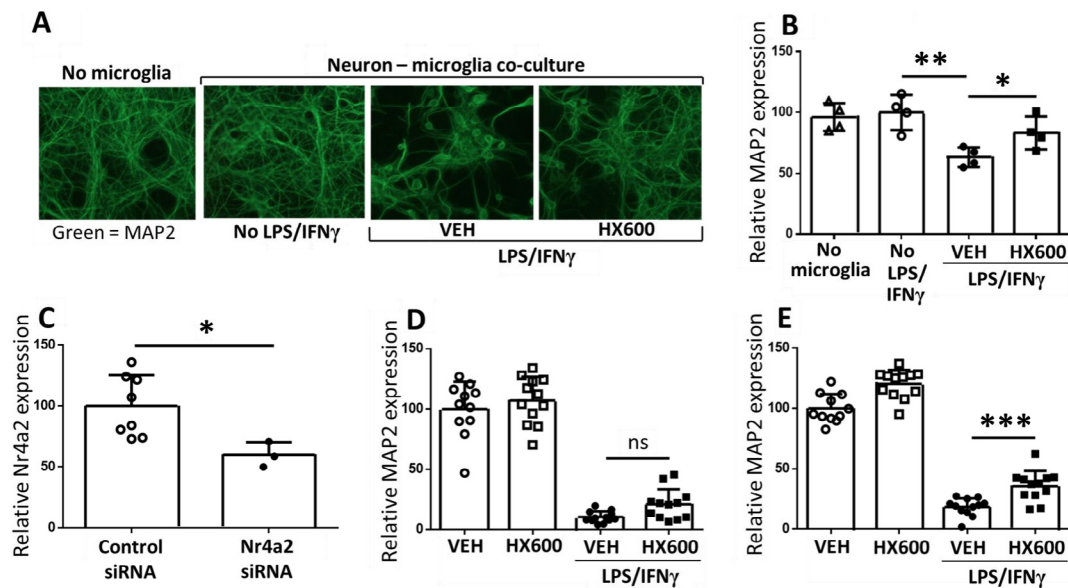 A
No microglia
Neuron – microglia co-culture
Green = MAP2
No LPS/IFNγ
VEH
HX600
LPS/IFNγ
B
Relative MAP2 expression
150
100
50
0
No
microglia
No
LPS/
IFNγ
VEH
HX600
LPS/IFNγ
**
*
C
Relative Nr4a2 expression
150
100
50
0
*
Control
siRNA
Nr4a2
siRNA
D
Relative MAP2 expression
150
100
50
0
ns
VEH
HX600
VEH
HX600
LPS/IFNγ
E
Relative MAP2 expression
150
100
50
0
***
VEH
HX600
VEH
HX600
LPS/IFNγ